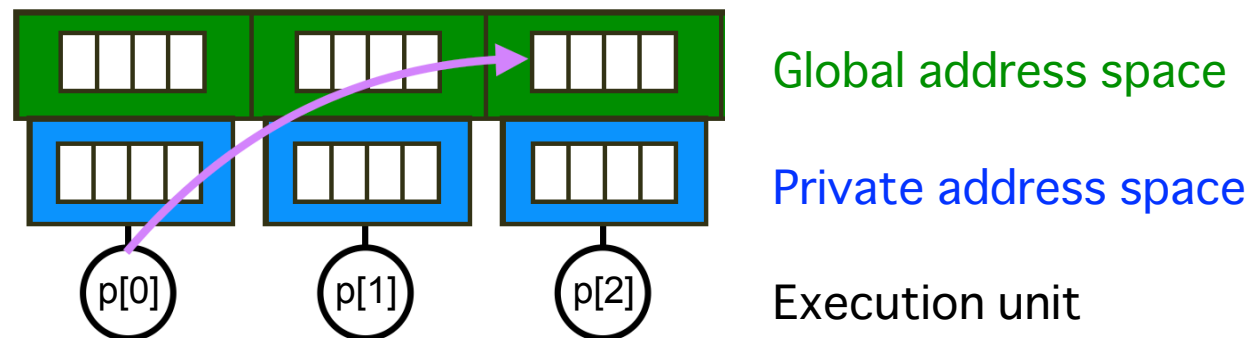 Global address space
Private address space
p[0] p[1] p[2] Execution unit